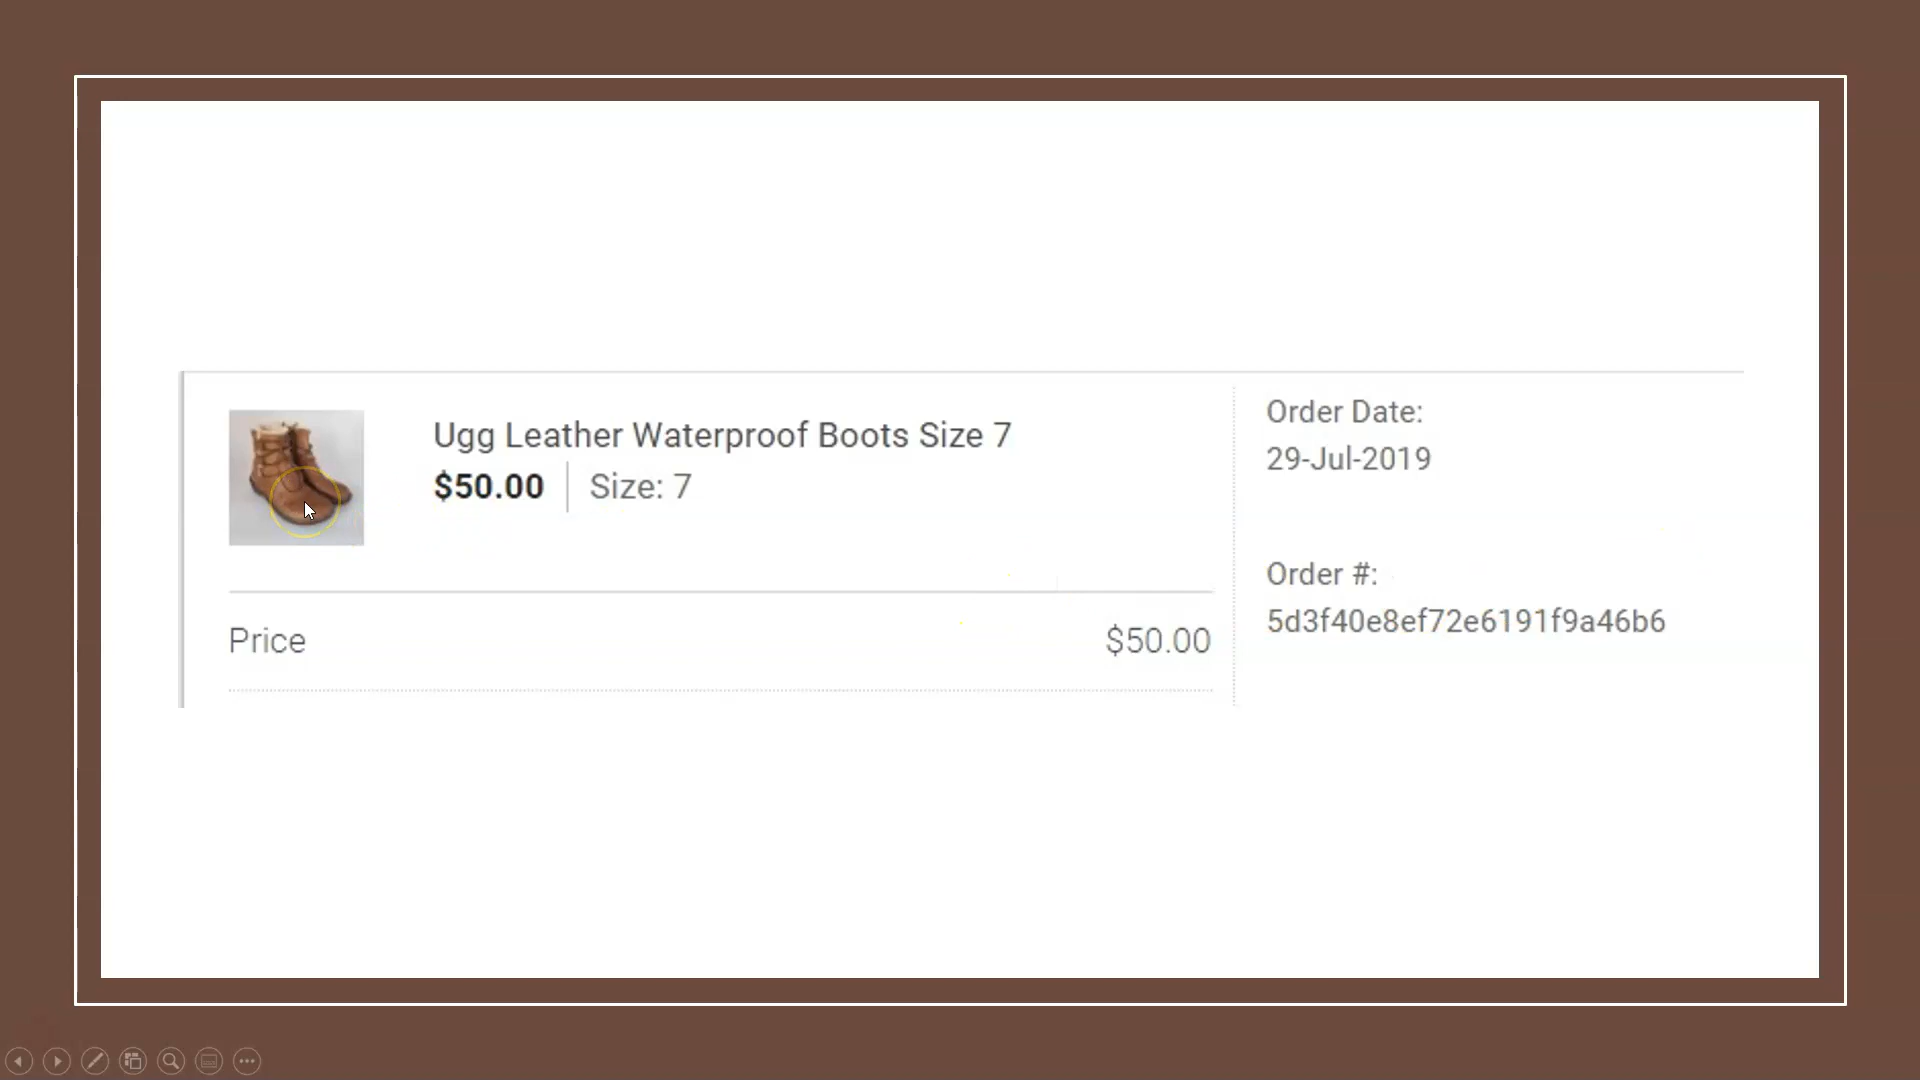 Ugg Leather Waterproof Boots Size 7
$50.00 Size: 7
Price $50.00
Order Date:
29-Jul-2019
Order #:
5d3f40e8ef72e6191f9a46b6